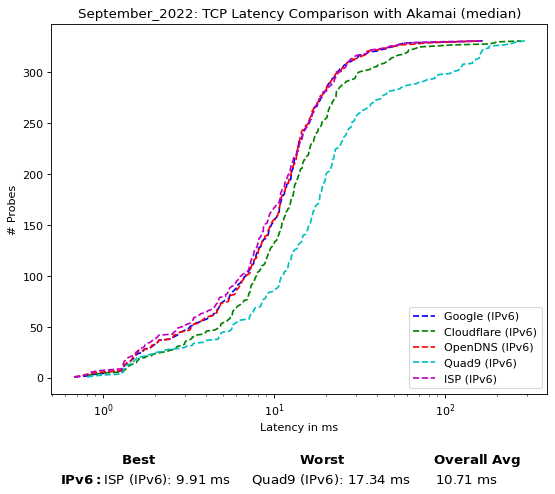 September_2022: TCP Latency Comparison with Akamai (median)
# Probes
300
250
200
150
100
50
0
Google (IPv6)
Cloudflare (IPv6)
OpenDNS (IPv6)
Quad9 (IPv6)
ISP (IPv6)
10⁰ 10¹ 10²
Latency in ms
Best Worst Overall Avg
IPv6: ISP (IPv6): 9.91 ms Quad9 (IPv6): 17.34 ms 10.71 ms